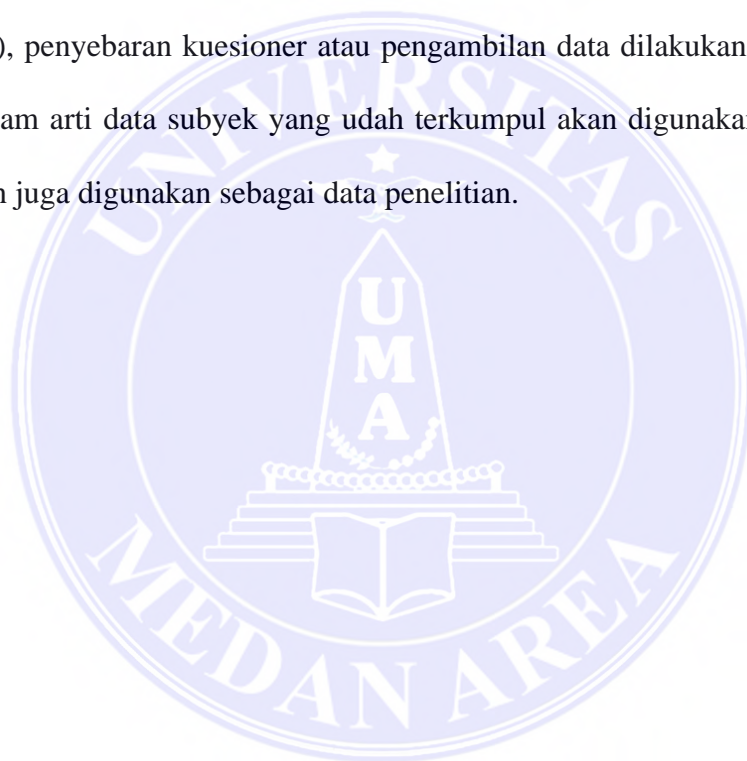 ), penyebaran kuesioner atau pengambilan data dilakukan
am arti data subyek yang udah terkumpul akan digunakan
juga digunakan sebagai data penelitian.
UNIVERSITAS
U
M
A
MEDAN AREA